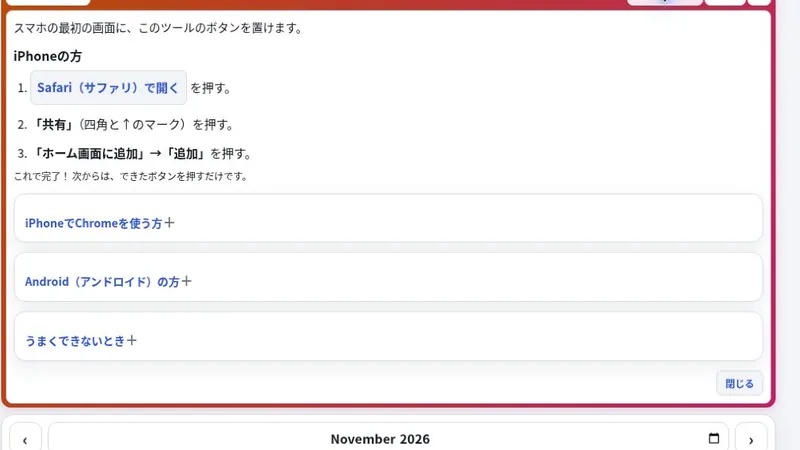 スマホの最初の画面に、このツールのボタンを置けます。
iPhoneの方
1. Safari（サファリ）で開く を押す。
2. 「共有」（四角と↑のマーク）を押す。
3. 「ホーム画面に追加」→「追加」を押す。
これで完了！次からは、できたボタンを押すだけです。
iPhoneでChromeを使う方＋
Android（アンドロイド）の方＋
うまくできないとき＋
閉じる
‹ November 2026 ›